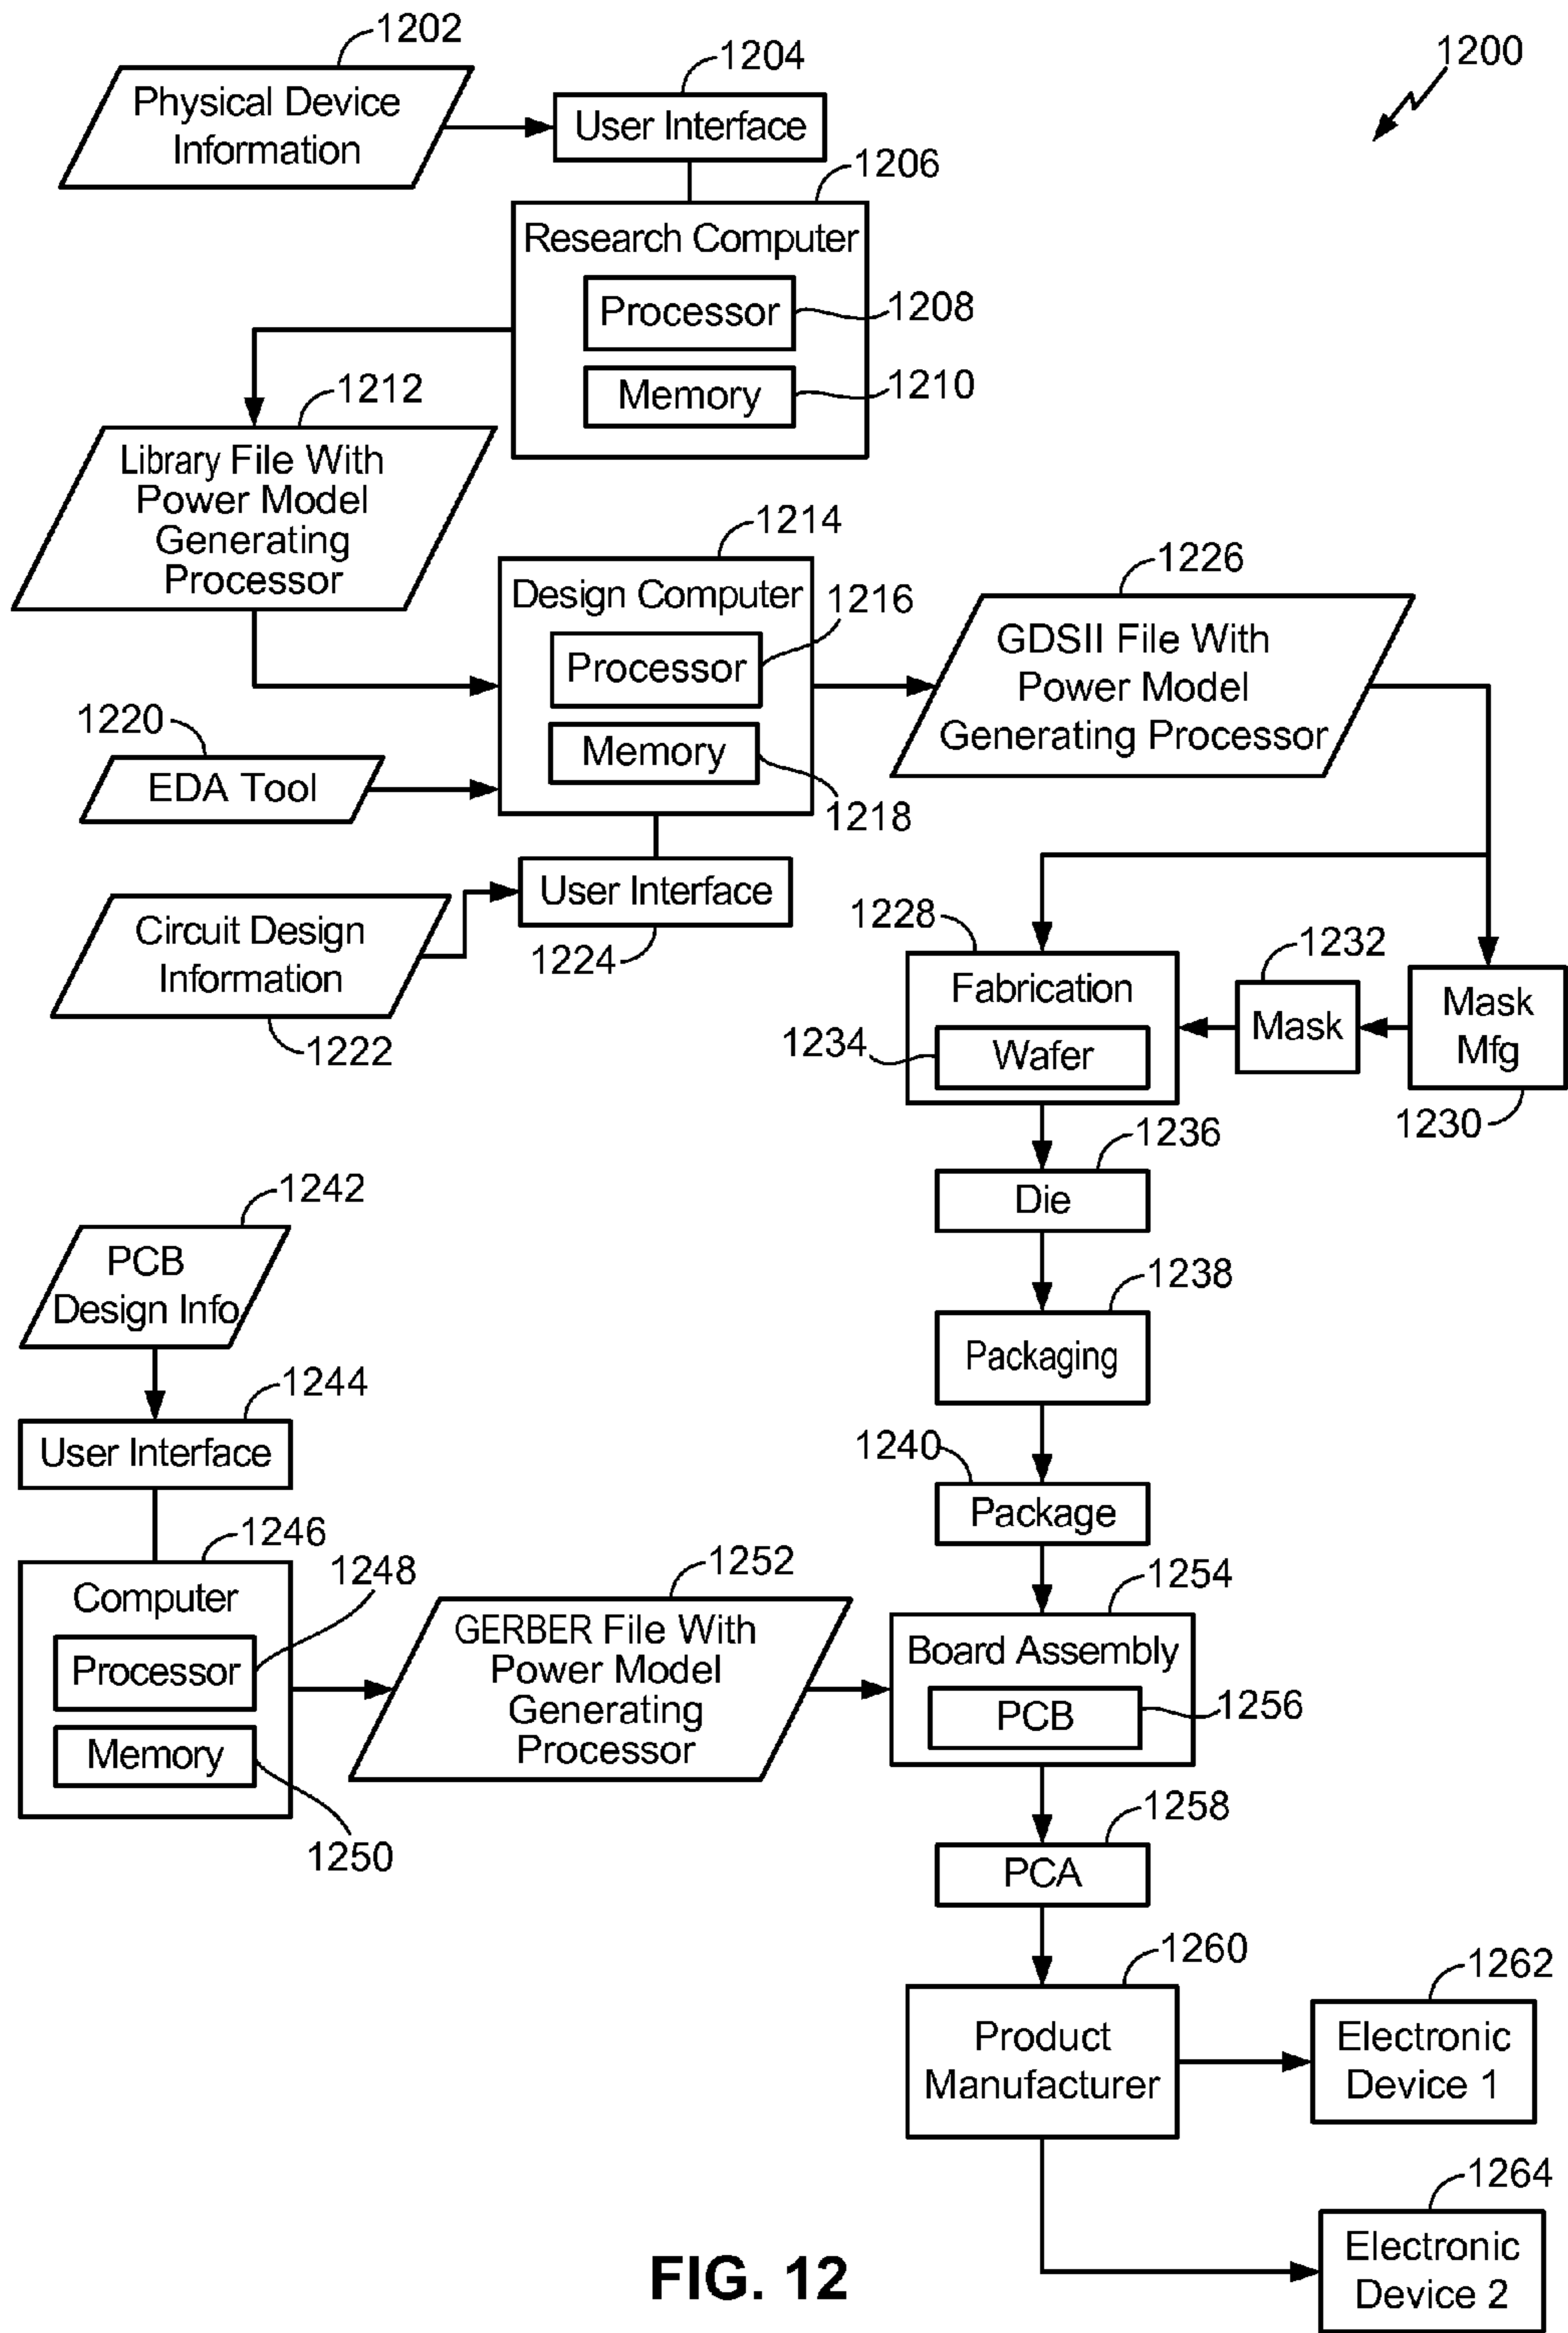 1202
Physical Device
Information
1204
User Interface
1200
1206
Research Computer
Processor
1208
Memory
1210
1212
Library File With
Power Model
Generating
Processor
1214
Design Computer
1216
Processor
Memory
1218
1220
EDA Tool
1226
GDSII File With
Power Model
Generating Processor
User Interface
1224
Circuit Design
Information
1222
1228
Fabrication
1234
Wafer
1232
Mask
Mask
Mfg
1230
1236
Die
1238
Packaging
1240
Package
1242
PCB
Design Info
1244
User Interface
1246
1248
Computer
Processor
Memory
1250
1252
GERBER File With
Power Model
Generating
Processor
1254
Board Assembly
PCB
1256
1258
PCA
1260
Product
Manufacturer
1262
Electronic
Device 1
1264
Electronic
Device 2
FIG. 12